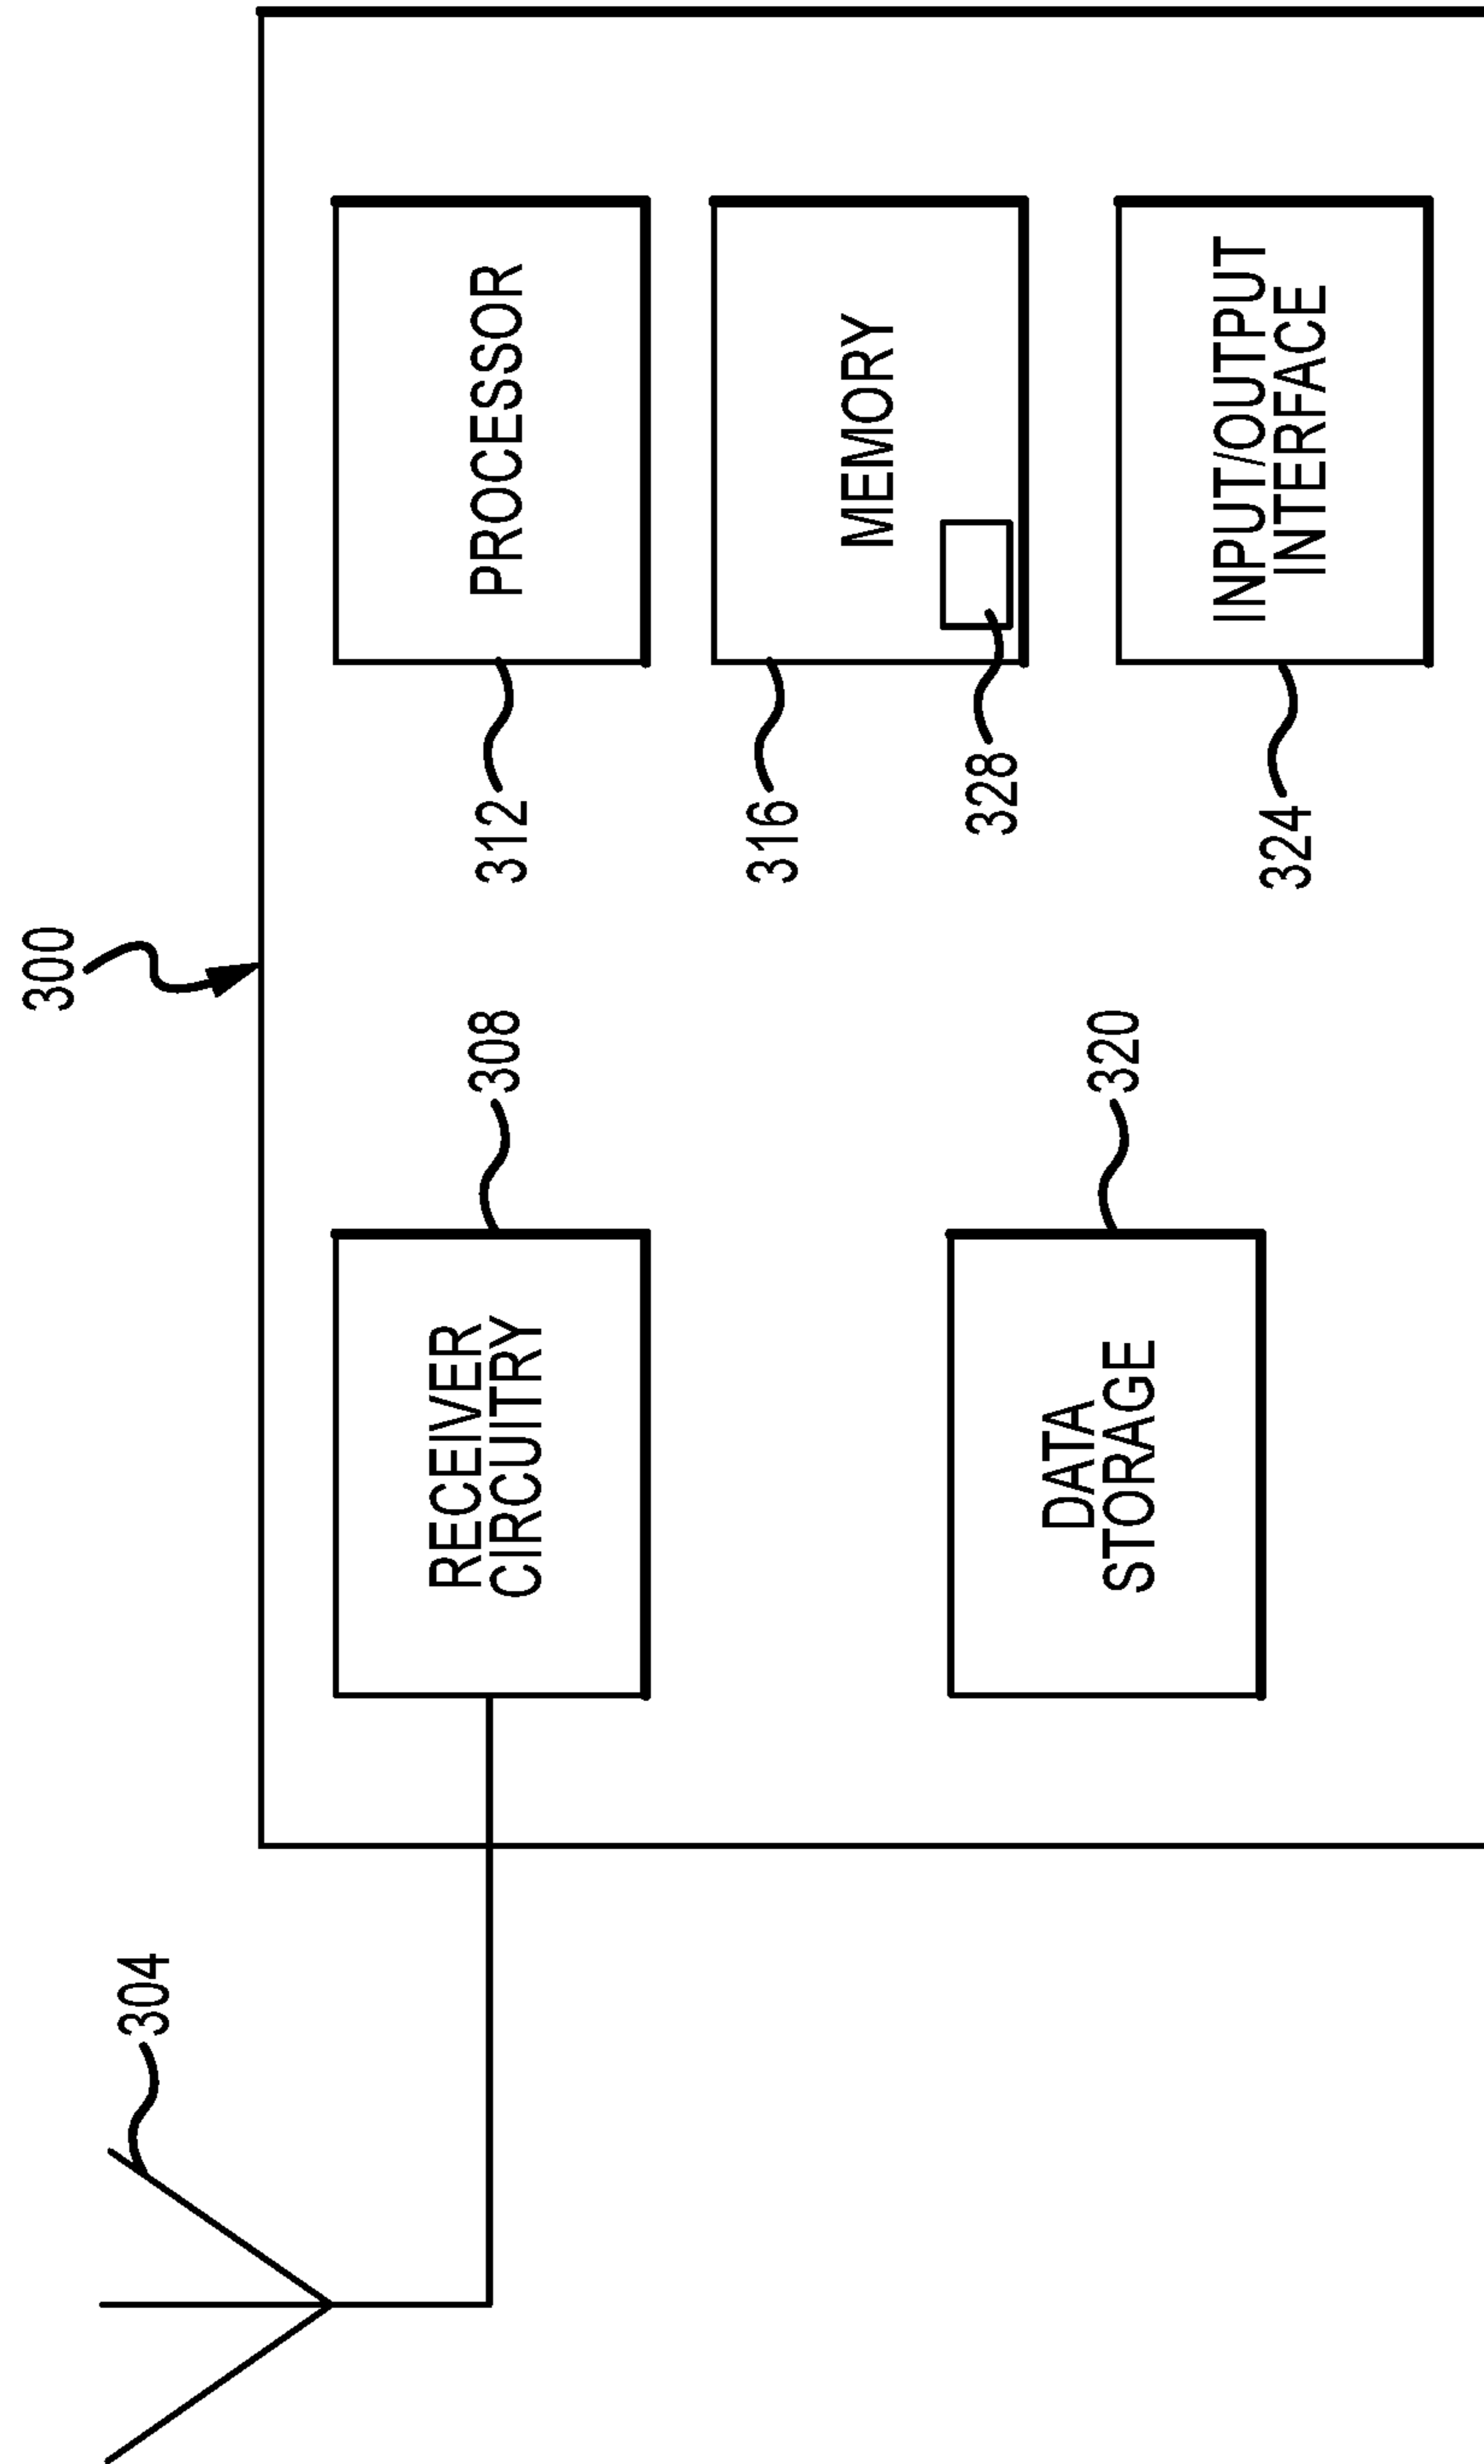 300
304
308
RECEIVER
CIRCUITRY
312
PROCESSOR
316
MEMORY
328
320
DATA
STORAGE
324
INPUT/OUTPUT
INTERFACE